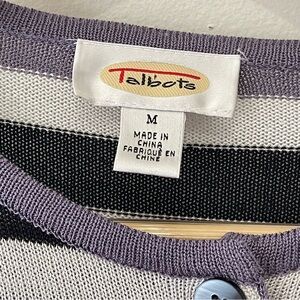 Talbots
M
MADE IN
CHINA
FABRIQUÉ EN
CHINE